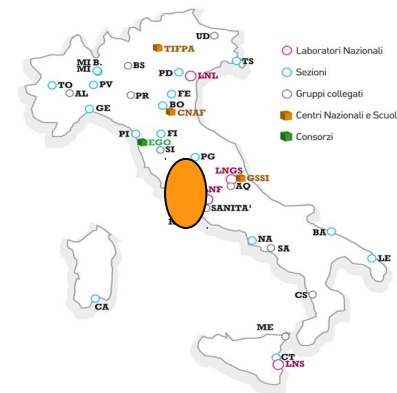 UD
TIFPA
MI B.
MI
BS
TS
TO
PV
PD
LNL
AL
PR
FE
BO
CNAF
GE
PI
FI
EGO
SI
PG
LNGS
GSSI
AQ
NF
SANITA'
NA
SA
BA
LE
CA
CS
ME
CT
LNS
Laboratori Nazionali
Sezioni
Gruppi collegati
Centri Nazionali e Scuol
Consorzi